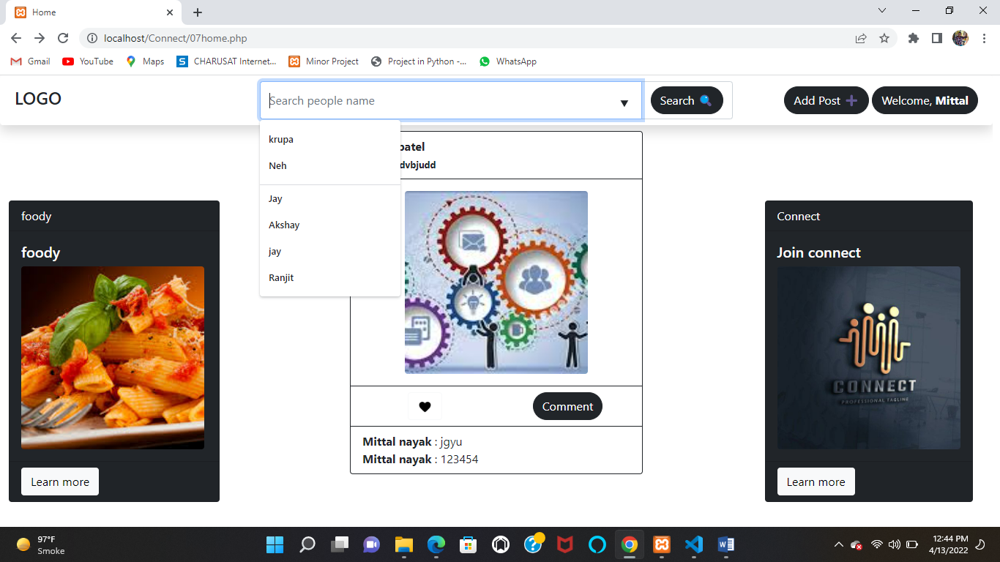 Home
localhost/Connect/07home.php
Gmail YouTube Maps CHARUSAT Internet... Minor Project Project in Python -... WhatsApp
LOGO
Search people name
Search
Add Post
Welcome, Mittal
krupa
Neh
Jay
Akshay
jay
Ranjit
patel
dvbjudd
foody
foody
Learn more
Comment
Mittal nayak : jgyu
Mittal nayak : 123454
Connect
Join connect
CONNECT
PROFESSIONAL TAGLINE
Learn more
97°F
Smoke
12:44 PM
4/13/2022